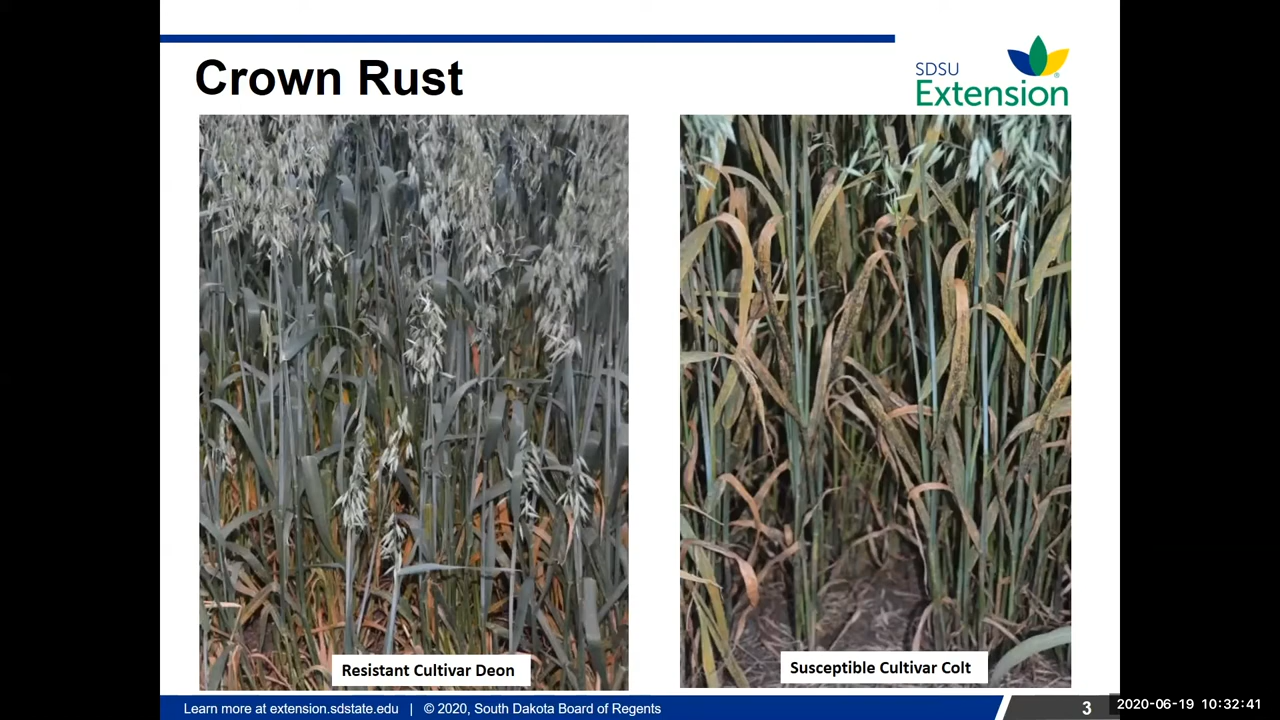 Crown Rust
SDSU
Extension
®
Resistant Cultivar Deon
Susceptible Cultivar Colt
Learn more at extension.sdstate.edu | © 2020, South Dakota Board of Regents
3
2020-06-19 10:32:41